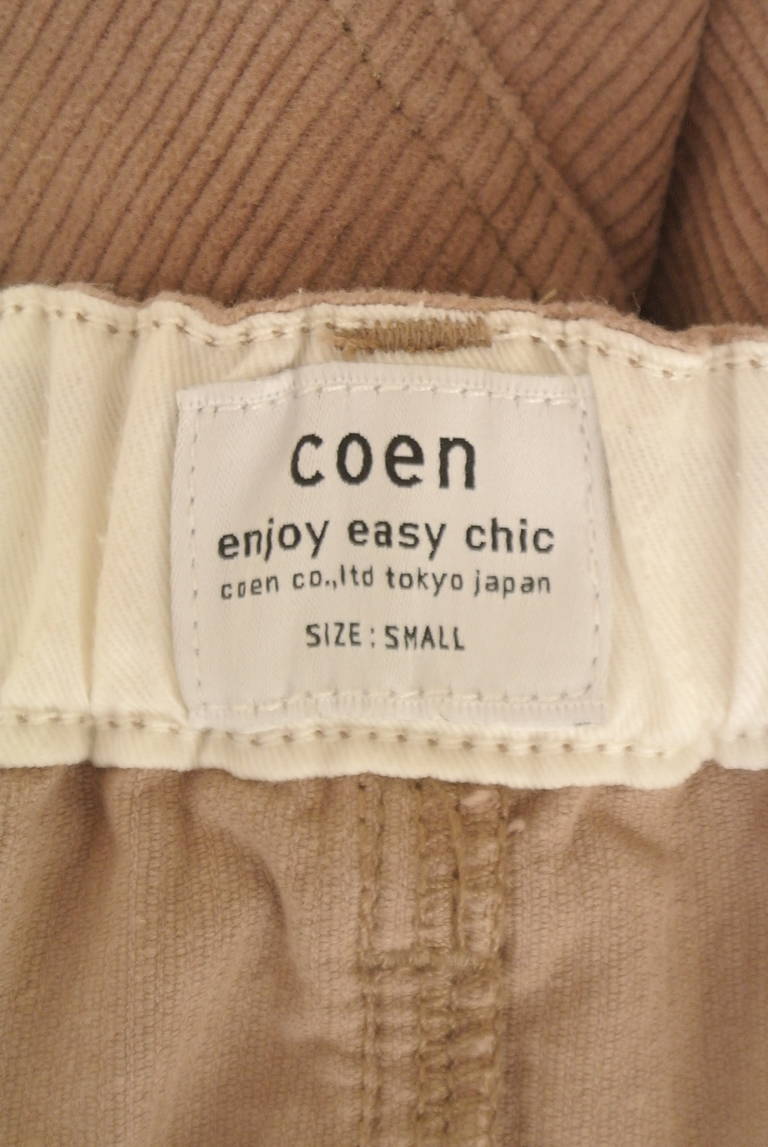 coen
enjoy easy chic
coen co.,ltd tokyo japan
SIZE : SMALL